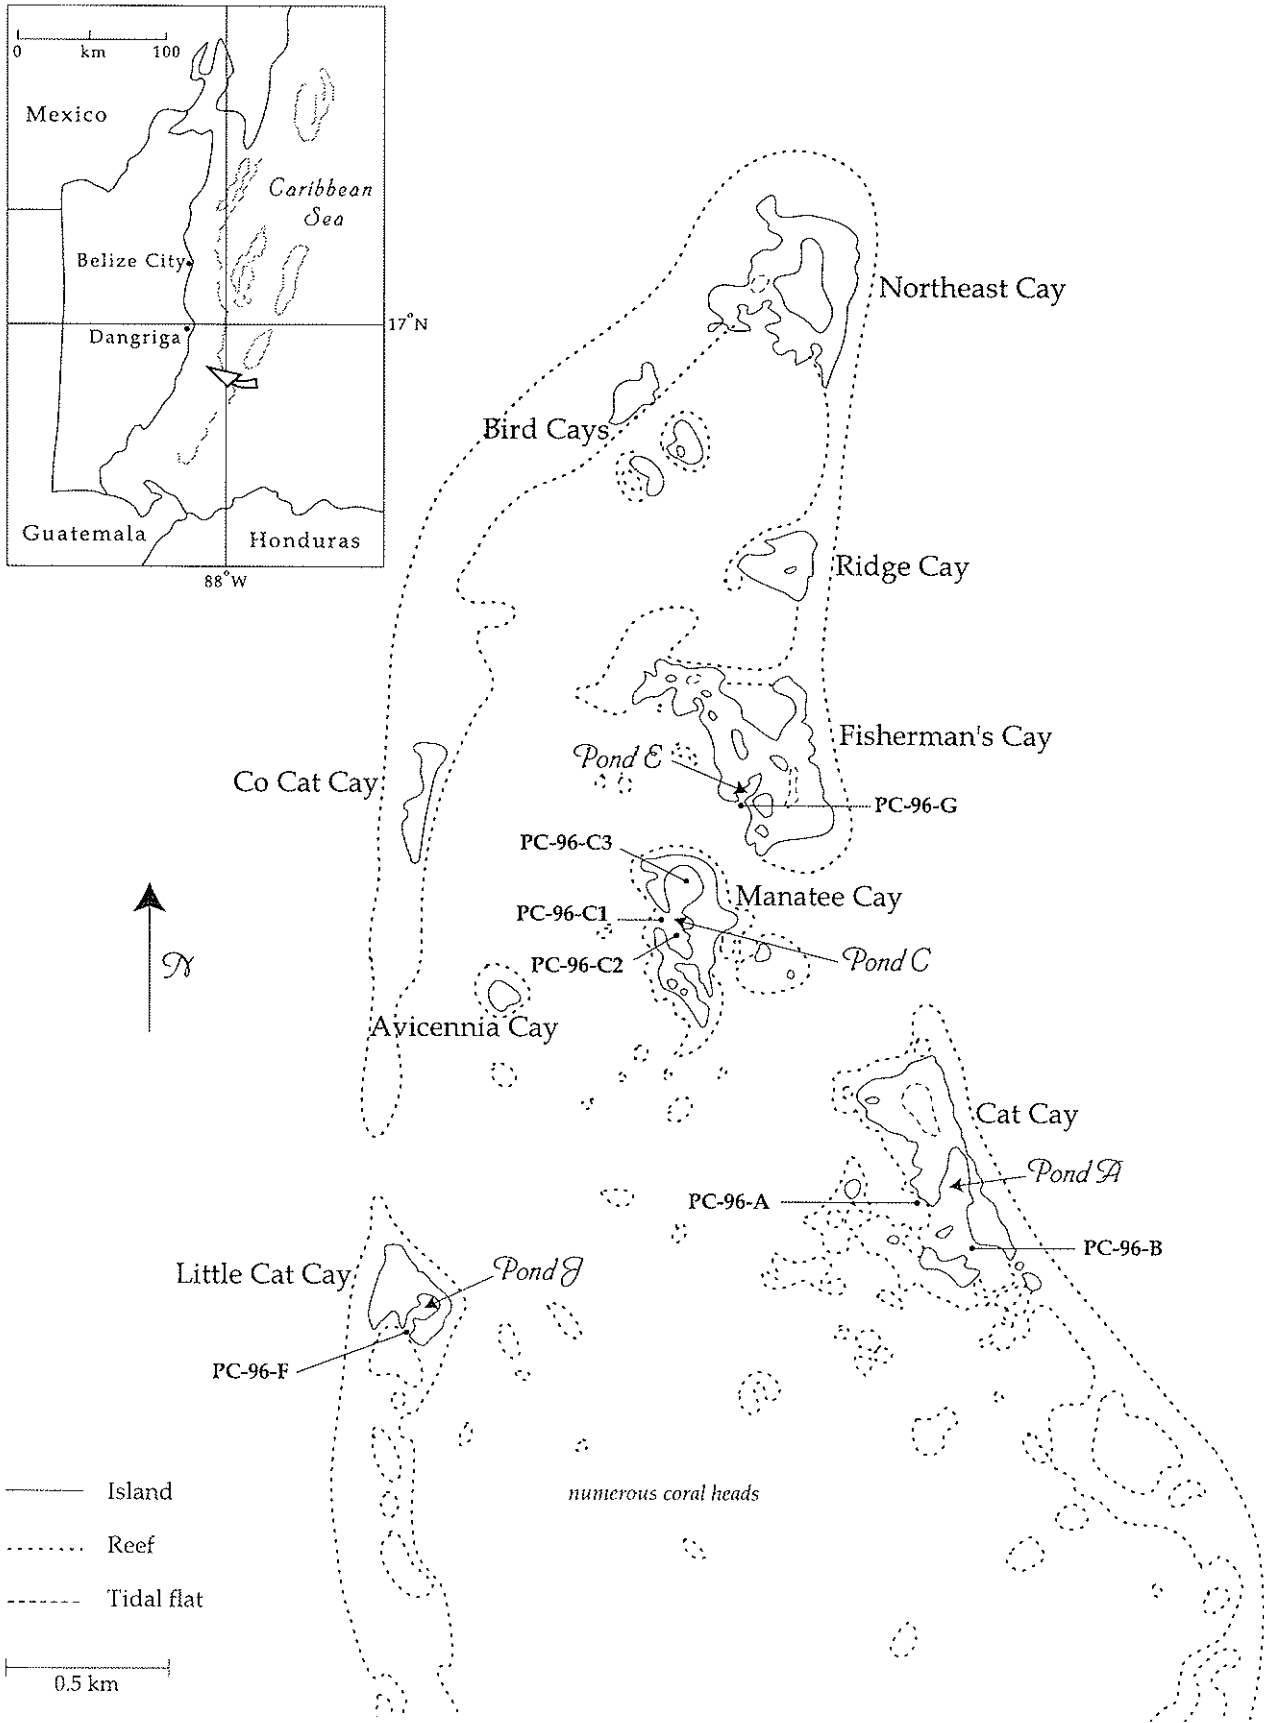 0 km 100
Mexico
Caribbean
Sea
Belize City
Dangriga
17°N
Guatemala
Honduras
88°W
Northeast Cay
Bird Cays
Ridge Cay
Fisherman's Cay
Pond E
Co Cat Cay
PC-96-G
PC-96-C3
Manatee Cay
PC-96-C1
Pond C
PC-96-C2
N
Avicennia Cay
Cat Cay
Pond A
PC-96-A
PC-96-B
Little Cat Cay
Pond J
PC-96-F
Island
numerous coral heads
Reef
Tidal flat
0.5 km